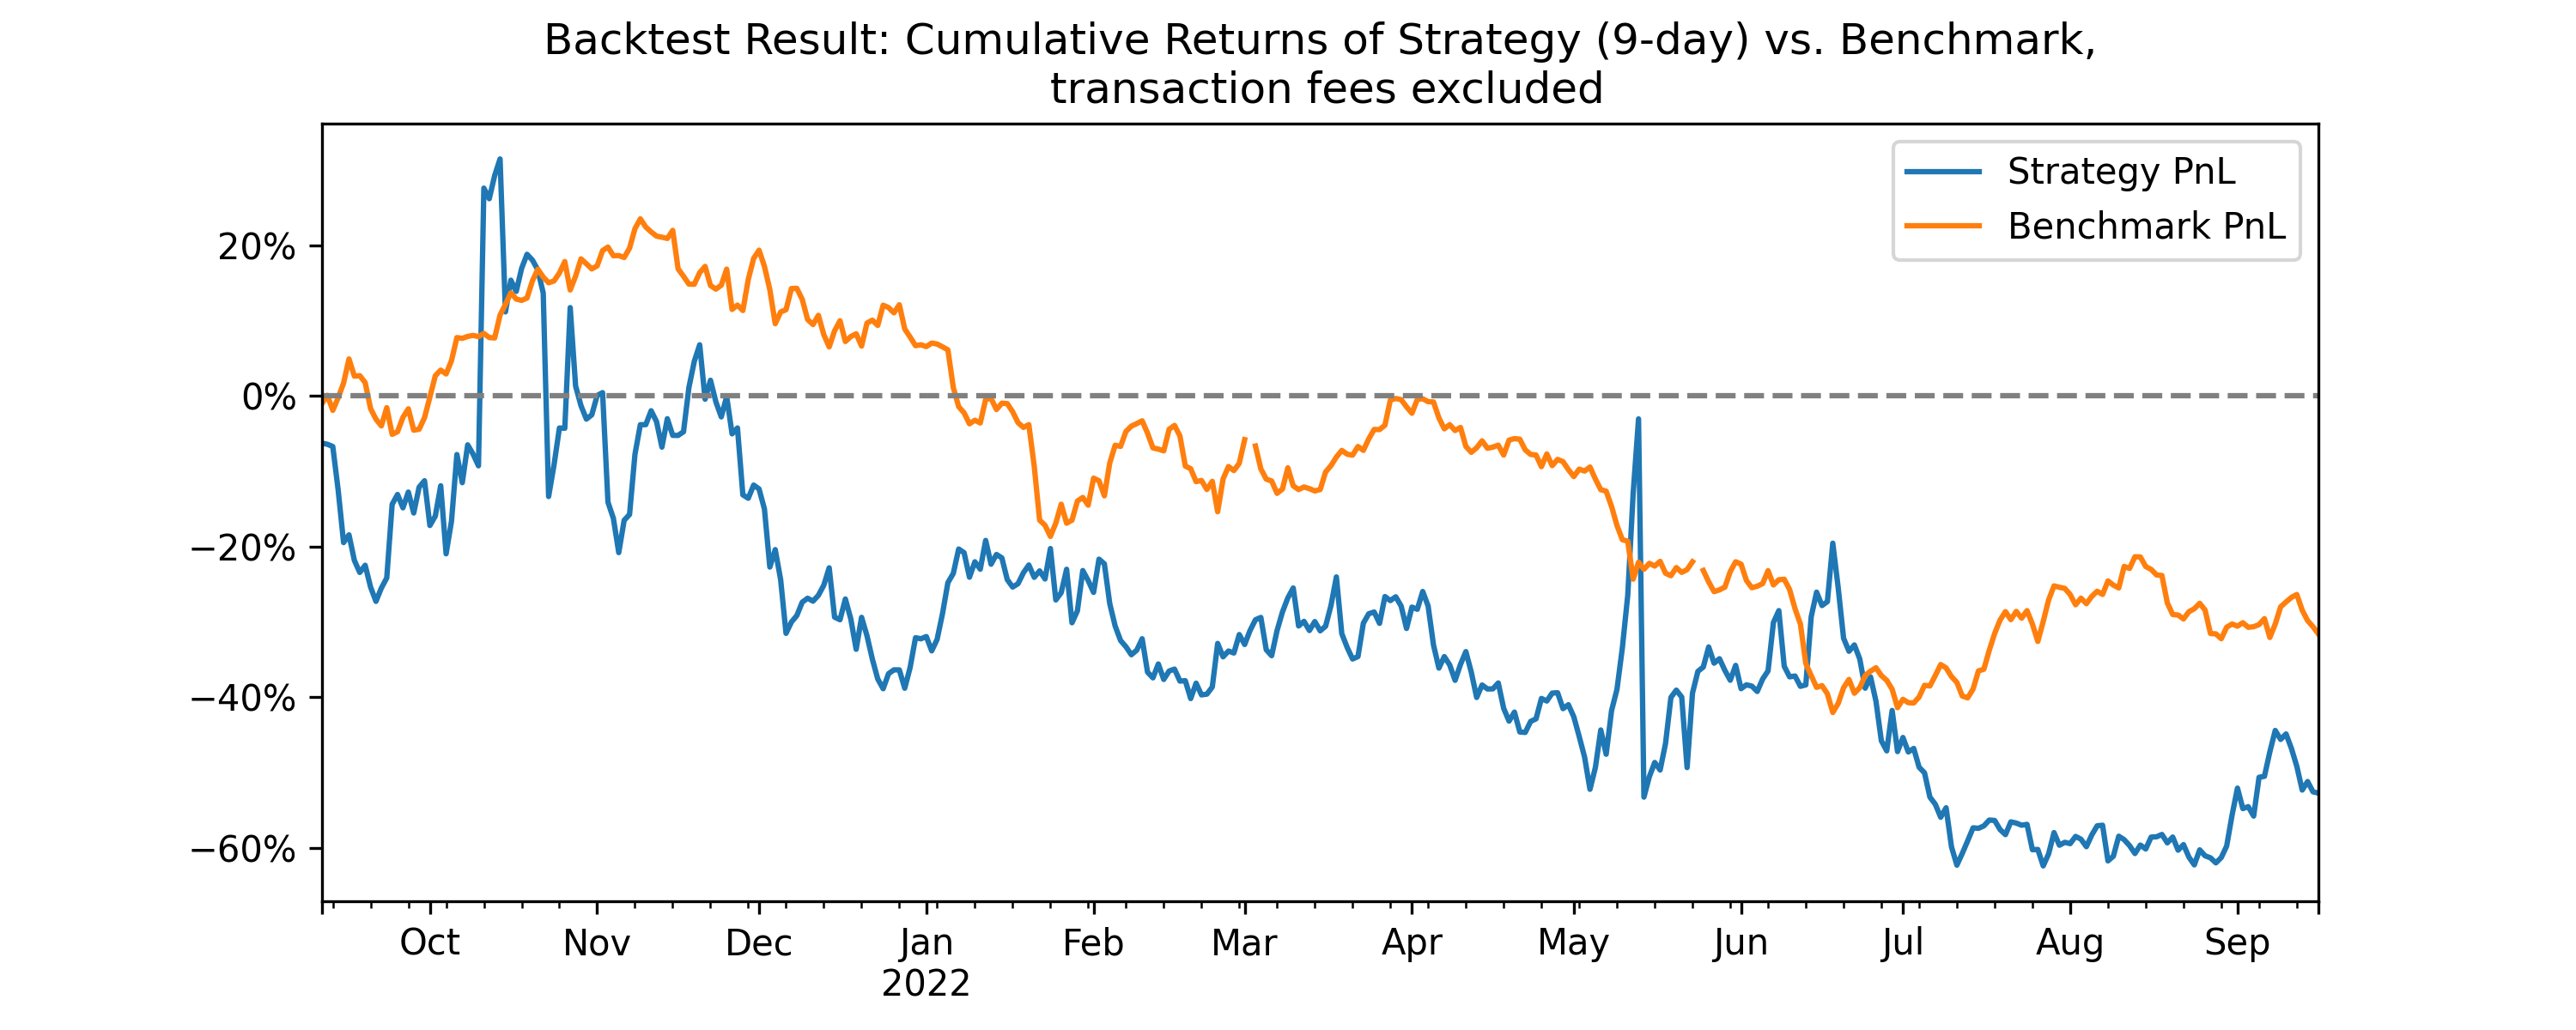 Backtest Result: Cumulative Returns of Strategy (9-day) vs. Benchmark,
transaction fees excluded
Strategy PnL
Benchmark PnL
20%
0%
−20%
−40%
−60%
Oct Nov Dec Jan Feb Mar Apr May Jun Jul Aug Sep
2022